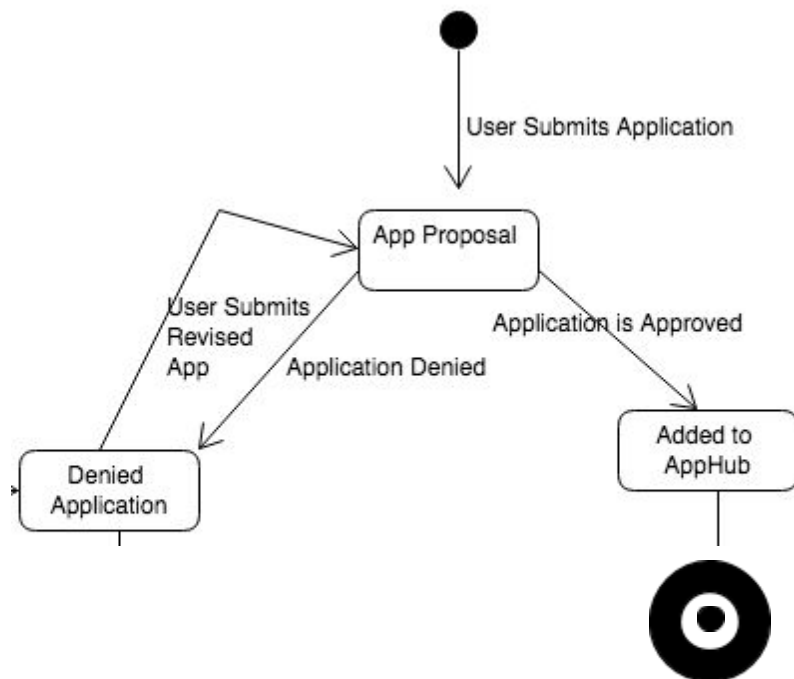 User Submits Application
App Proposal
User Submits
Revised
App
Application Denied
Application is Approved
Denied
Application
Added to
AppHub